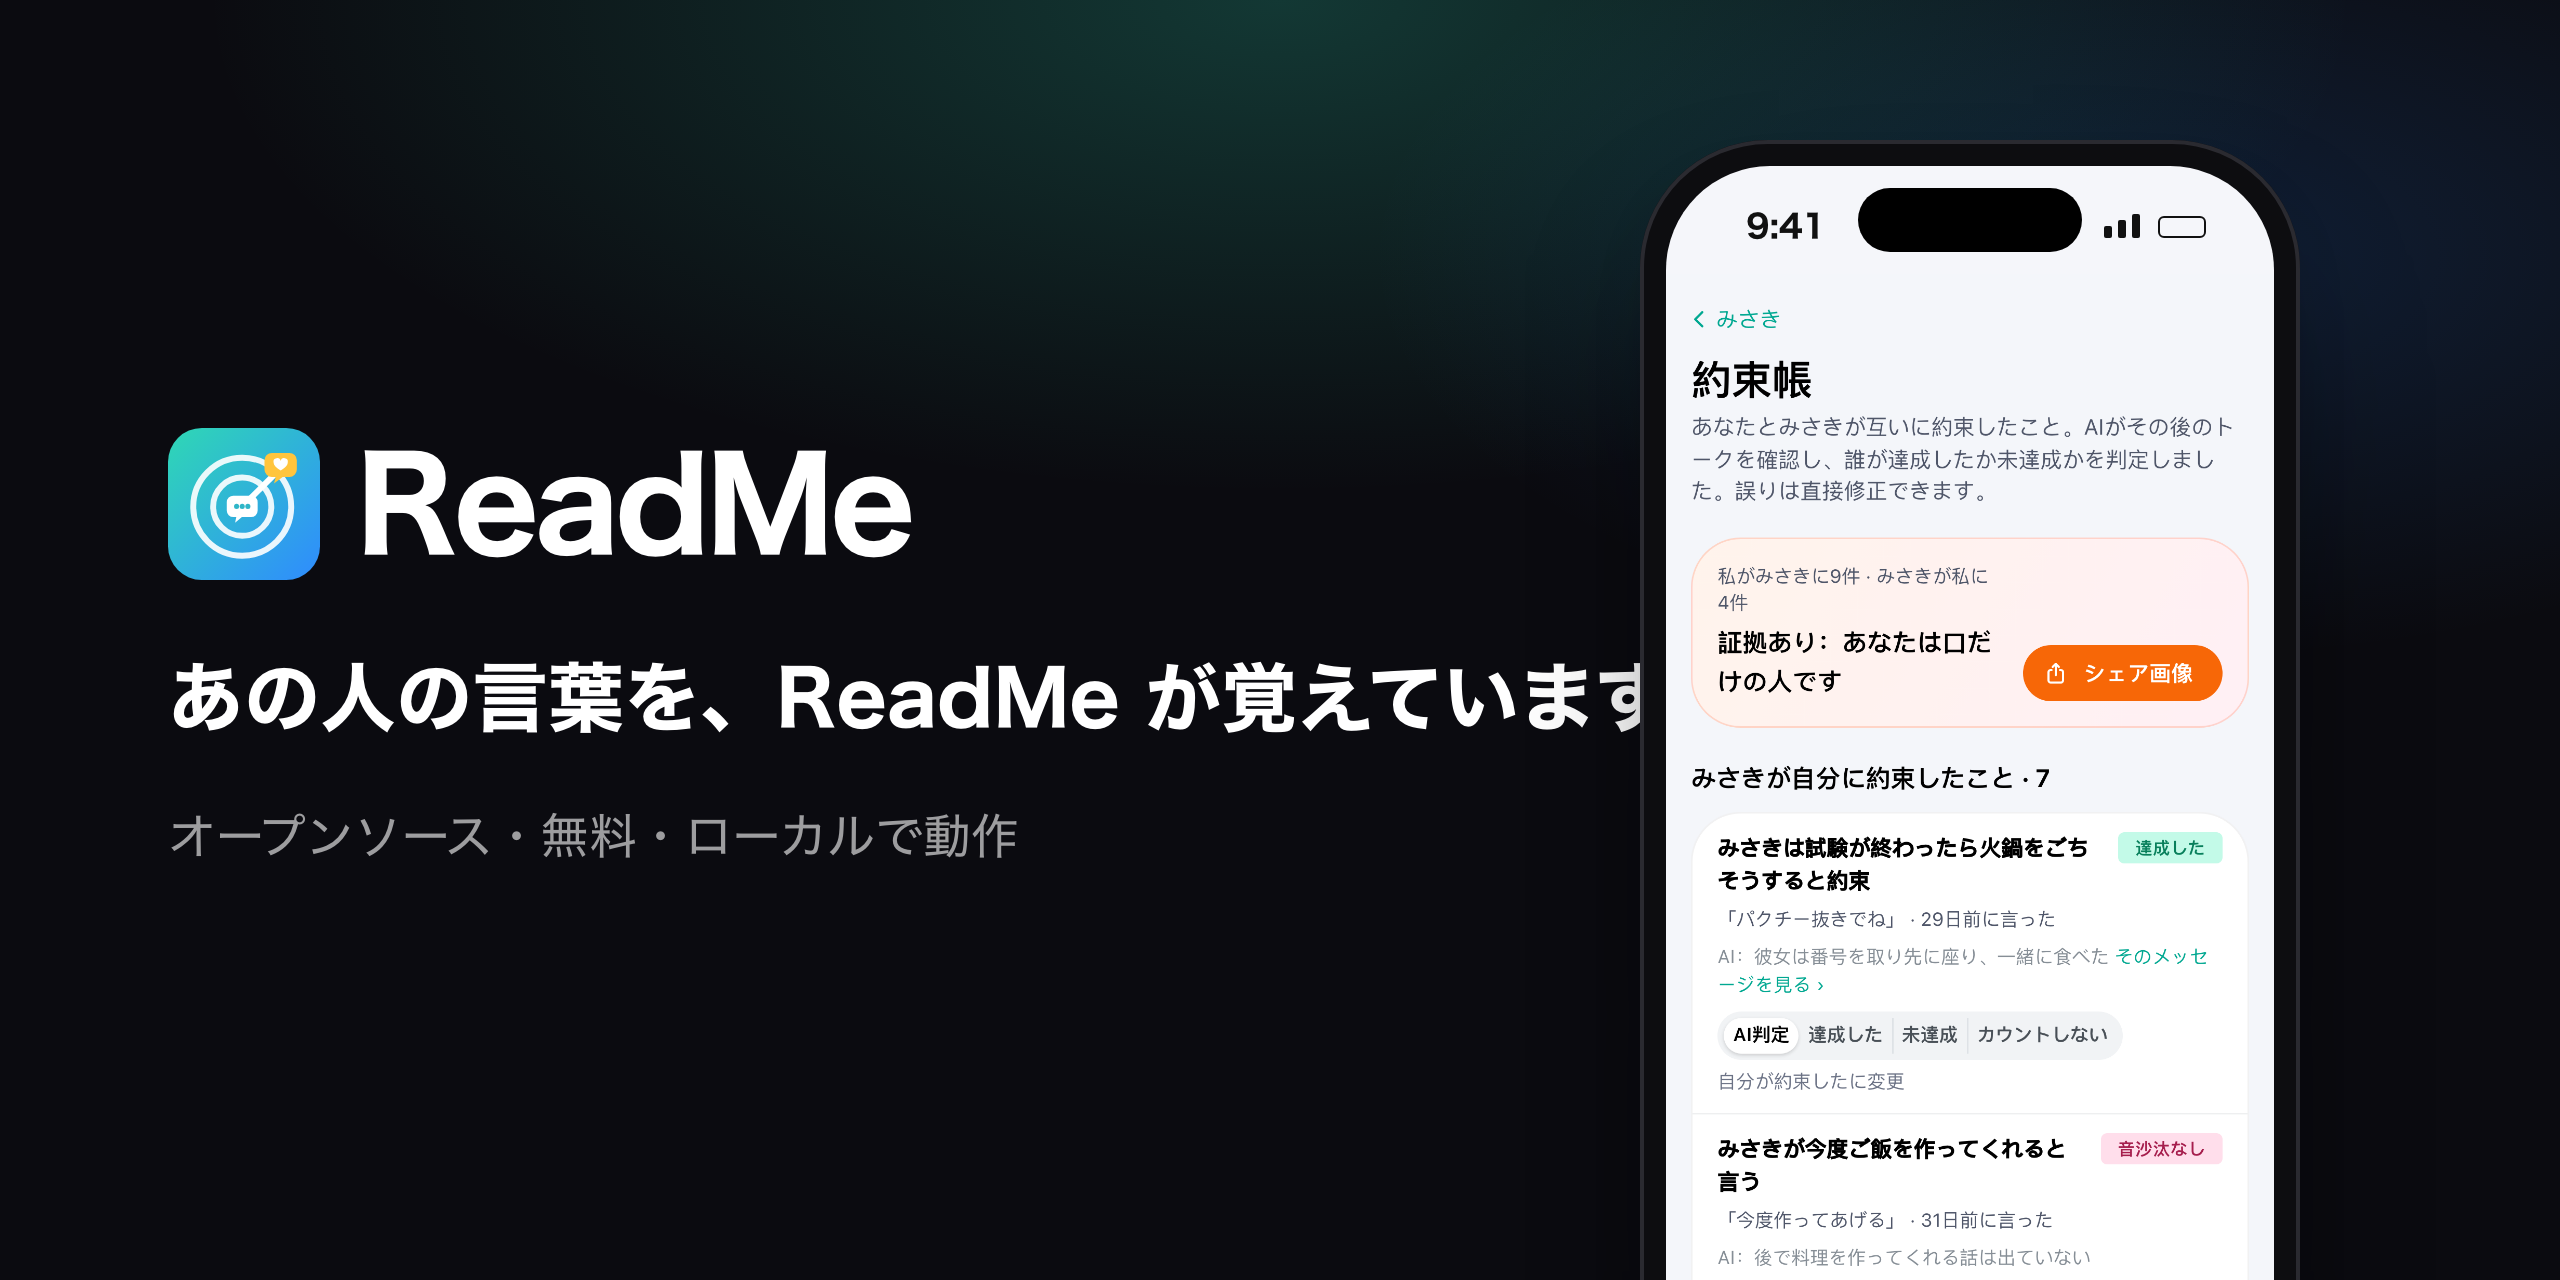 ReadMe
あの人の言葉を、ReadMe が覚えています
オープンソース・無料・ローカルで動作
9:41
みさき
約束帳
あなたとみさきが互いに約束したこと。AIがその後のト
ークを確認し、誰が達成したか未達成かを判定しまし
た。誤りは直接修正できます。
私がみさきに9件 · みさきが私に
4件
証拠あり：あなたは口だ
けの人です
シェア画像
みさきが自分に約束したこと · 7
みさきは試験が終わったら火鍋をごち
そうすると約束
達成した
「パクチー抜きでね」 · 29日前に言った
AI：彼女は番号を取り先に座り、一緒に食べた そのメッセ
ージを見る ›
AI判定 達成した 未達成 カウントしない
自分が約束したに変更
みさきが今度ご飯を作ってくれると
言う
音沙汰なし
「今度作ってあげる」 · 31日前に言った
AI：後で料理を作ってくれる話は出ていない